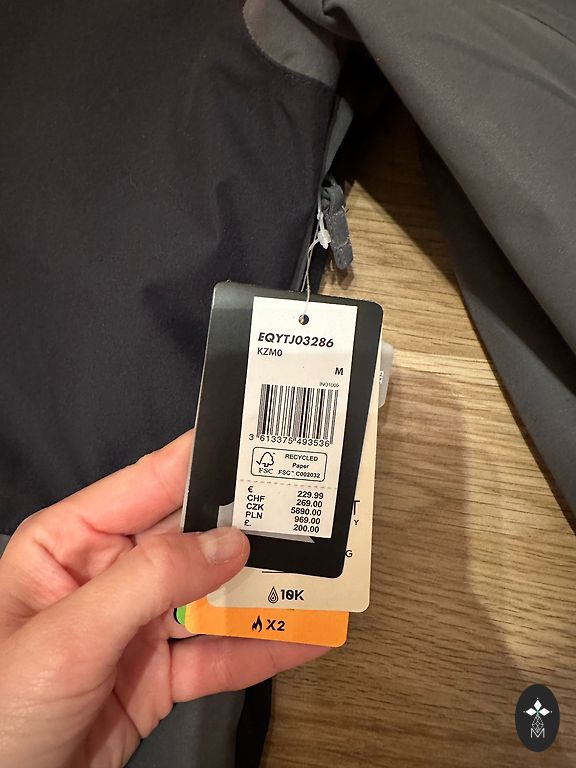 EQYTJ03286
KZM0
M
3 613375 493536
FSC
RECYCLED
Paper
FSC™ C002032
€ 229.99
CHF 269.00
CZK 5890.00
PLN 969.00
£. 200.00
T
Y
G
10K
X2
M